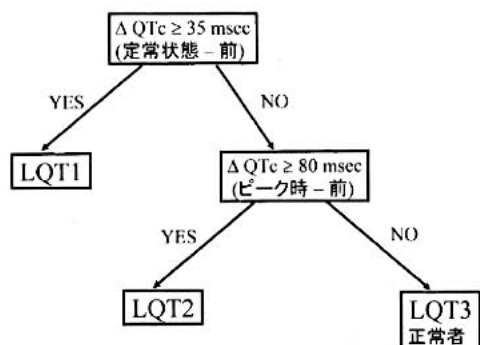 Δ QTc ≥ 35 msec
(定常状態 – 前)
YES
NO
LQT1
Δ QTc ≥ 80 msec
(ピーク時 – 前)
YES
NO
LQT2
LQT3
正常者